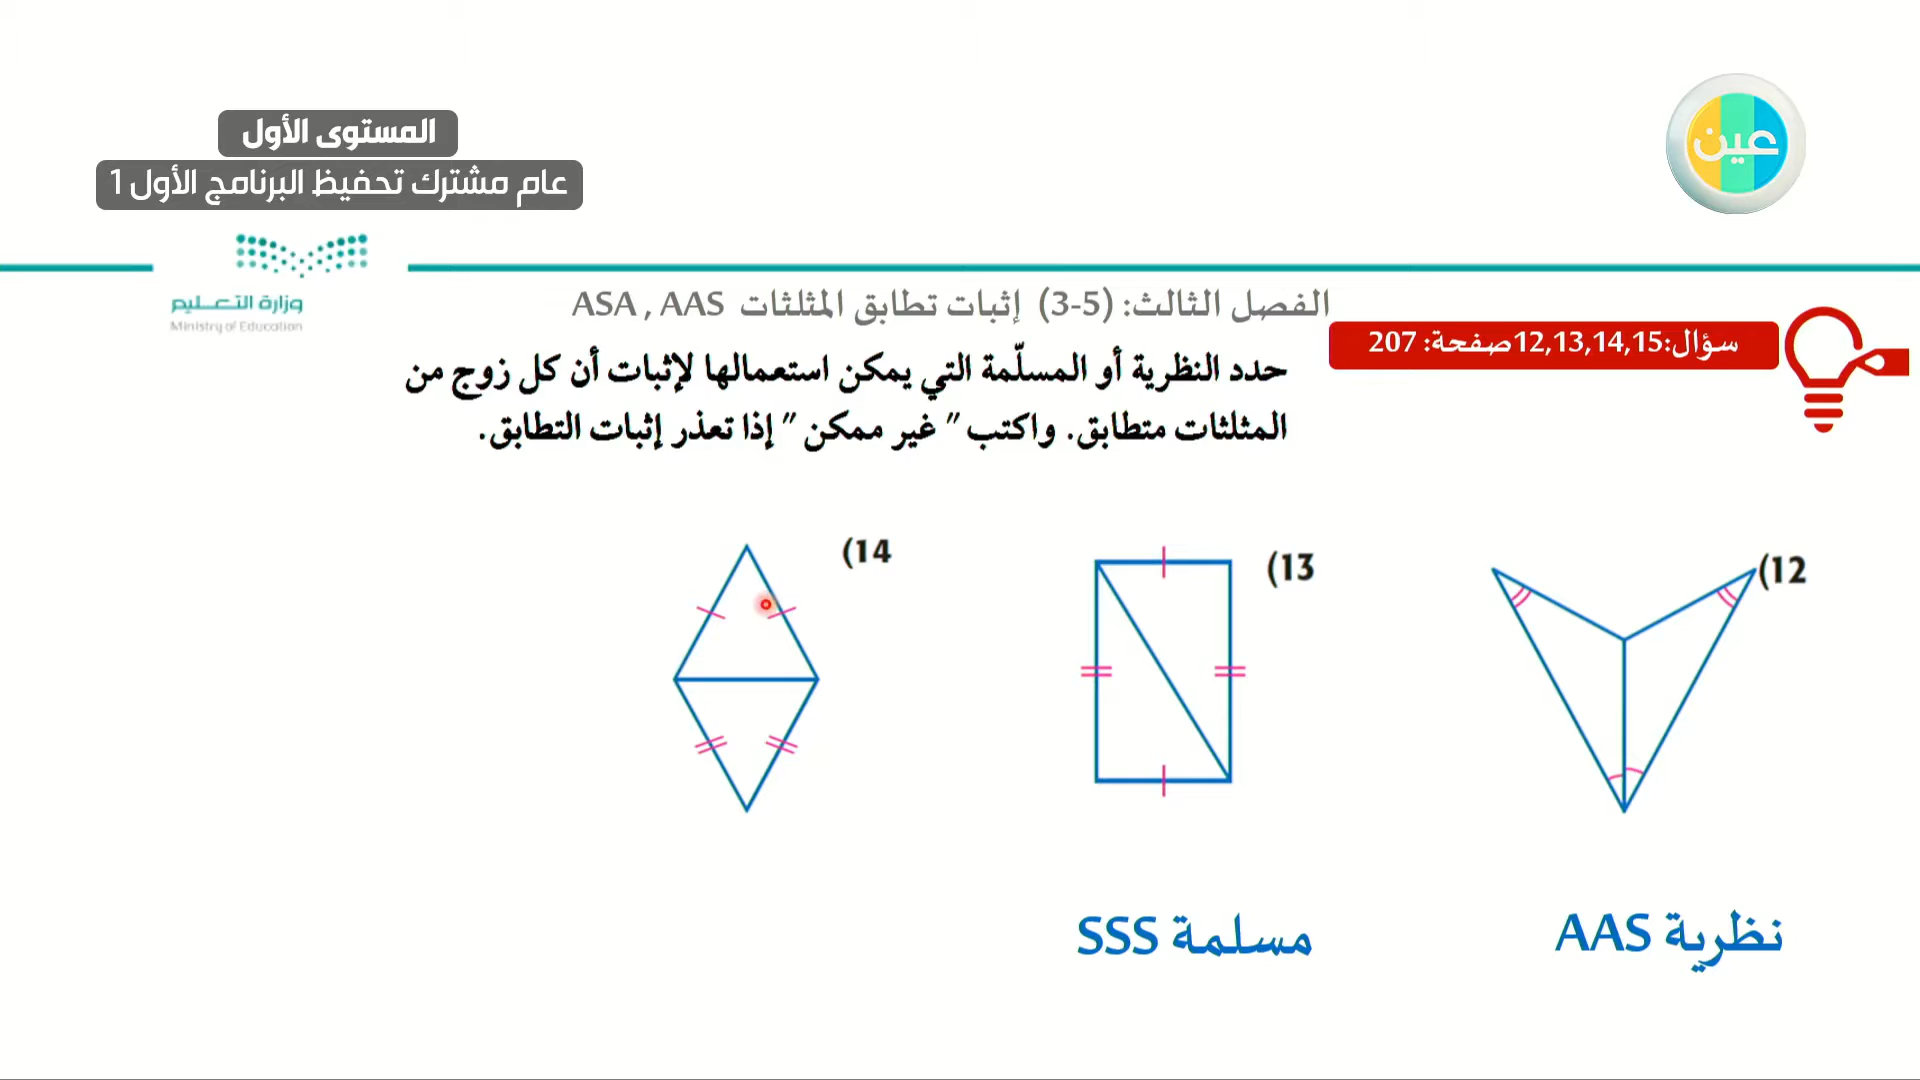 المستوى الأول
عام مشترك تحفيظ البرنامج الأول 1
عين
وزارة التعليم
Ministry of Education
الفصل الثالث: (5-3) إثبات تطابق المثلثات ASA , AAS
سؤال:12,13,14,15صفحة: 207
حدد النظرية أو المسلّمة التي يمكن استعمالها لإثبات أن كل زوج من
المثلثات متطابق. واكتب " غير ممكن " إذا تعذر إثبات التطابق.
(12
(13
(14
نظرية AAS
مسلمة SSS